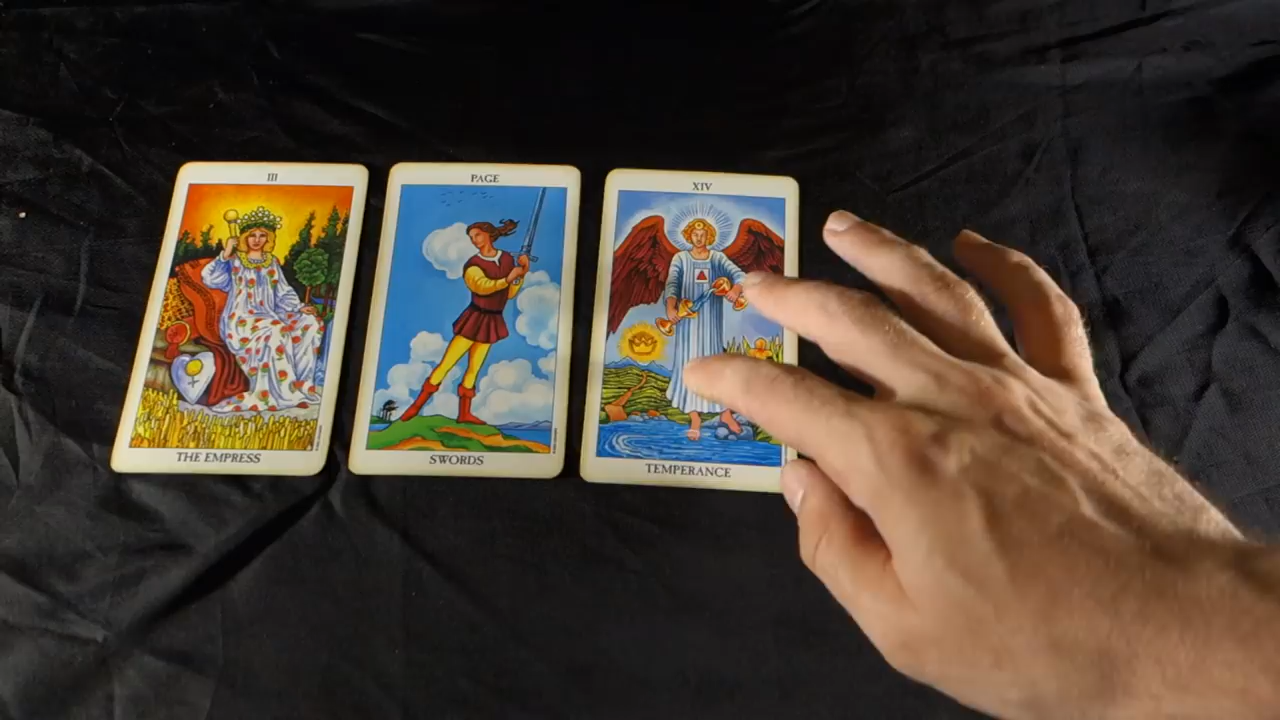 III
THE EMPRESS
PAGE
SWORDS
XIV
TEMPERANCE